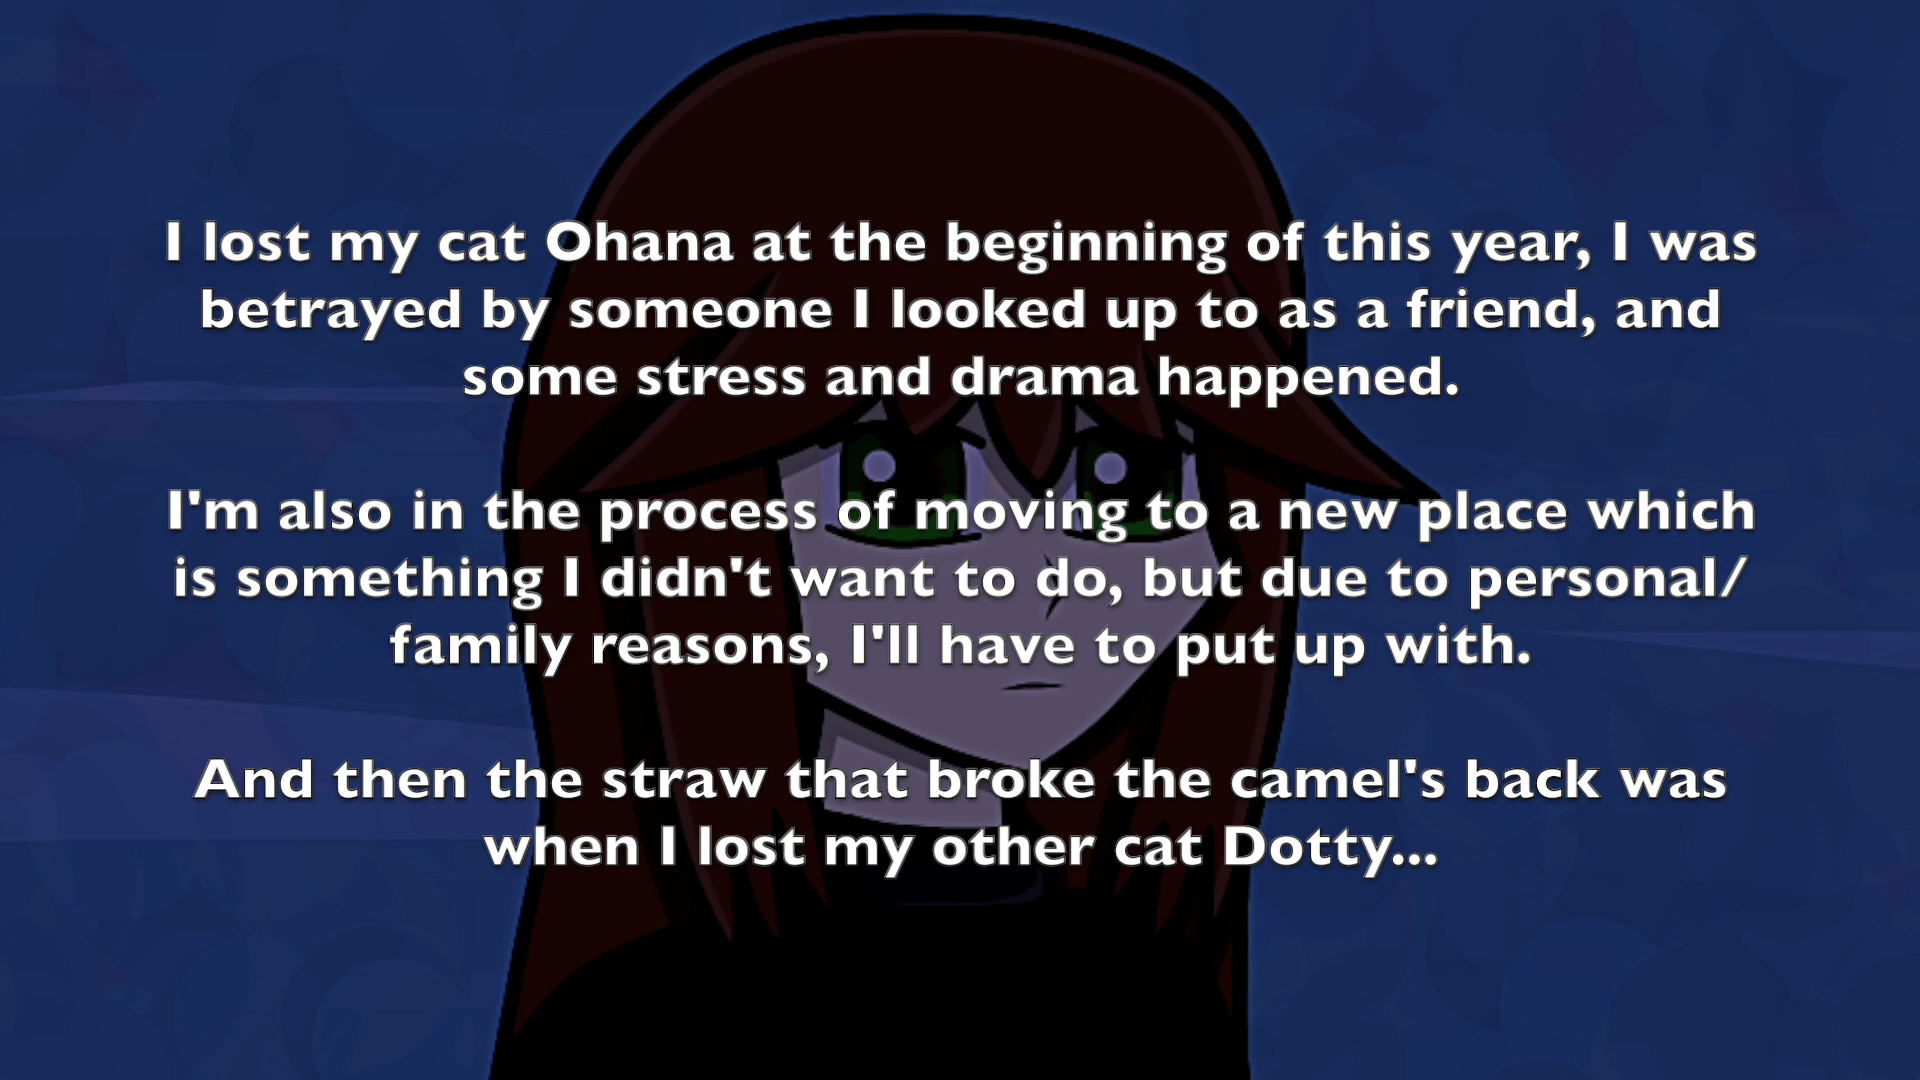 I lost my cat Ohana at the beginning of this year, I was
betrayed by someone I looked up to as a friend, and
some stress and drama happened.
I'm also in the process of moving to a new place which
is something I didn't want to do, but due to personal/
family reasons, I'll have to put up with.
And then the straw that broke the camel's back was
when I lost my other cat Dotty...